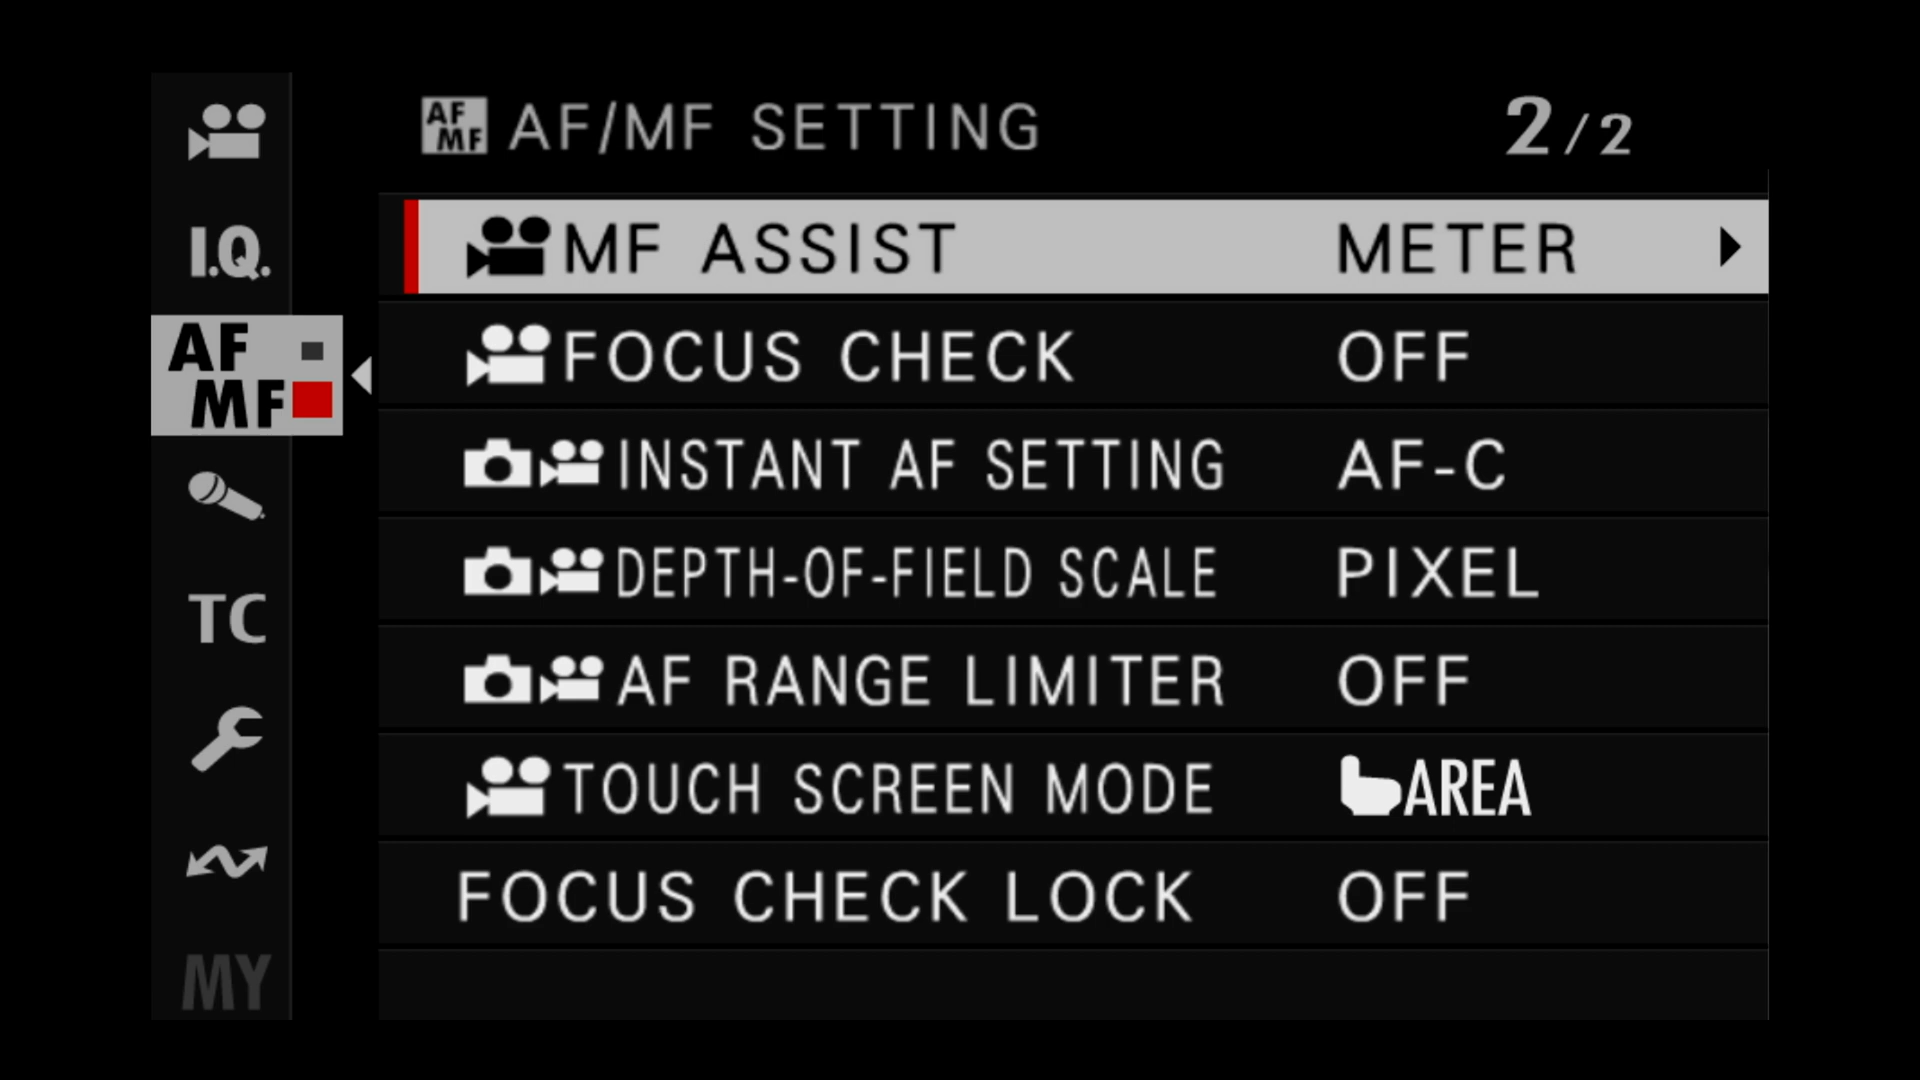 AF MF AF/MF SETTING 2/2
I.Q.
AF
MF
TC
MY
MF ASSIST METER
FOCUS CHECK OFF
INSTANT AF SETTING AF-C
DEPTH-OF-FIELD SCALE PIXEL
AF RANGE LIMITER OFF
TOUCH SCREEN MODE AREA
FOCUS CHECK LOCK OFF